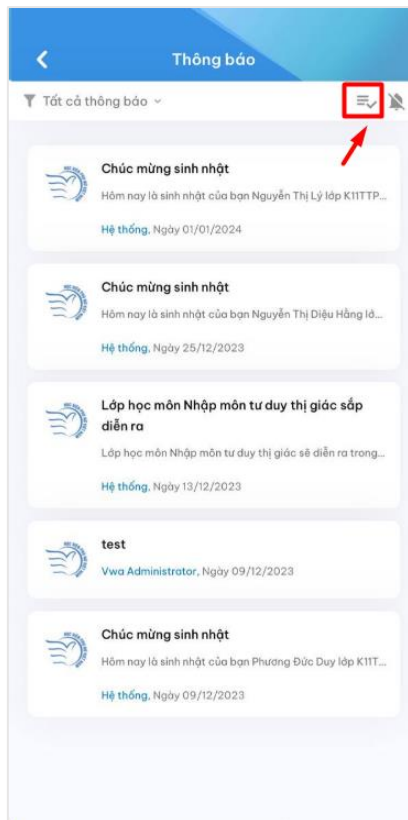 Thông báo
Tất cả thông báo
Chúc mừng sinh nhật
Hôm nay là sinh nhật của bạn Nguyễn Thị Lý lớp K11TTP...
Hệ thống, Ngày 01/01/2024
Chúc mừng sinh nhật
Hôm nay là sinh nhật của bạn Nguyễn Thị Diệu Hằng lớ...
Hệ thống, Ngày 25/12/2023
Lớp học môn Nhập môn tư duy thị giác sắp
diễn ra
Lớp học môn Nhập môn tư duy thị giác sẽ diễn ra trong...
Hệ thống, Ngày 13/12/2023
test
Vwa Administrator, Ngày 09/12/2023
Chúc mừng sinh nhật
Hôm nay là sinh nhật của bạn Phương Đức Duy lớp K11T...
Hệ thống, Ngày 09/12/2023